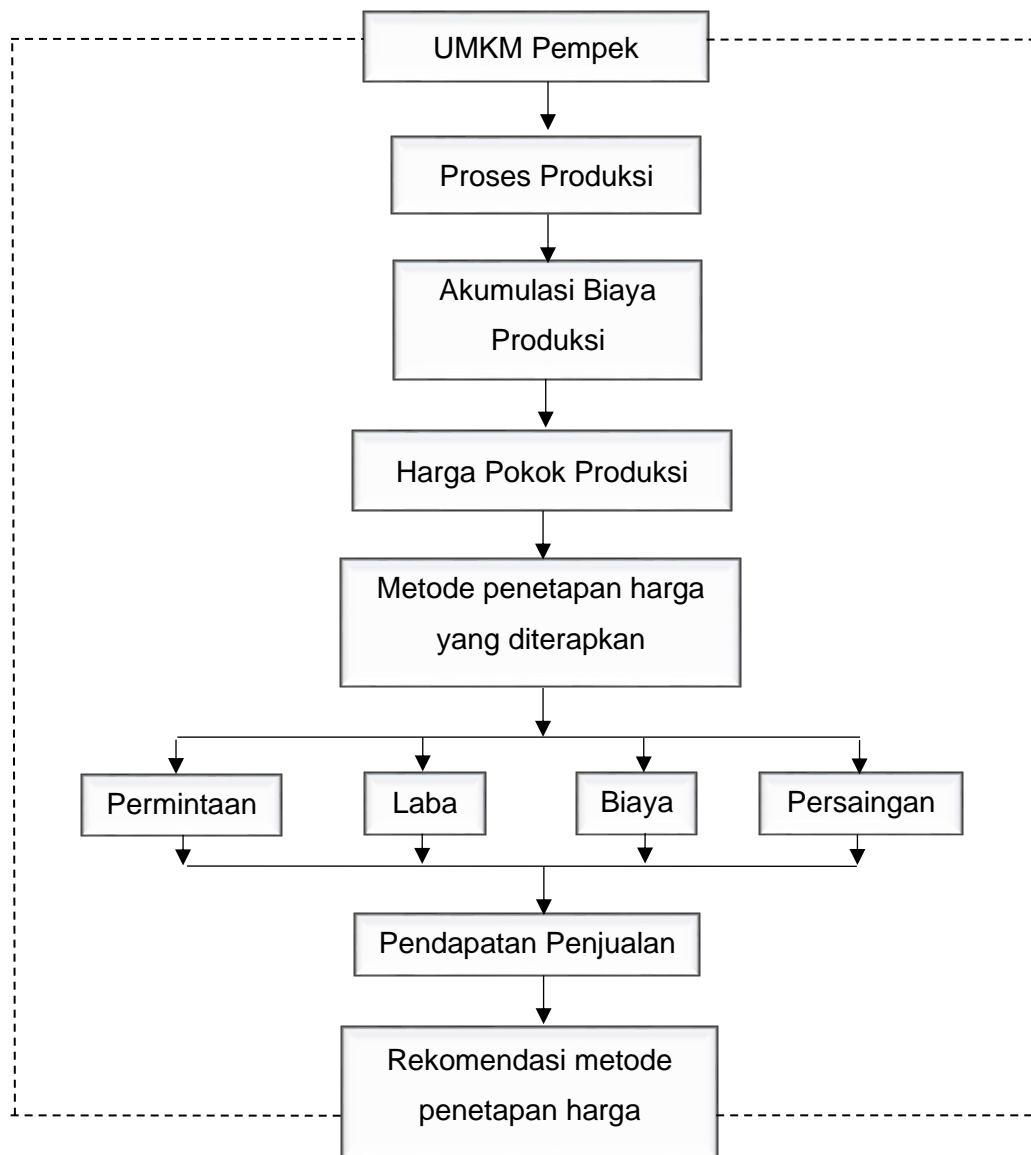 UMKM Pempek
Proses Produksi
Akumulasi Biaya
Produksi
Harga Pokok Produksi
Metode penetapan harga
yang diterapkan
Permintaan
Laba
Biaya
Persaingan
Pendapatan Penjualan
Rekomendasi metode
penetapan harga